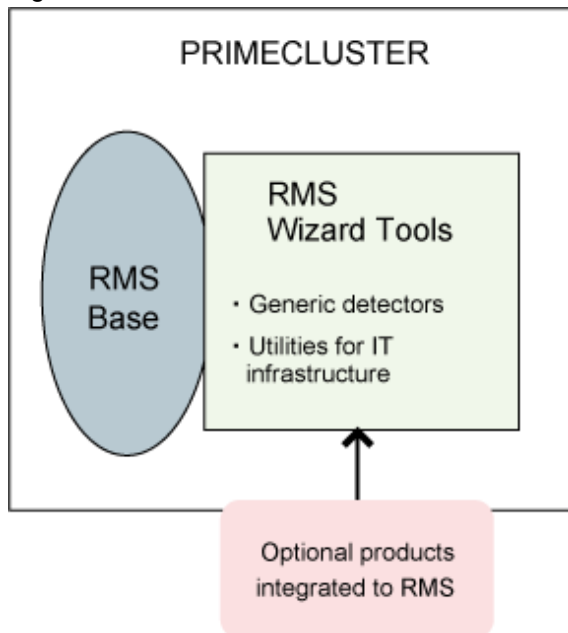 PRIMECLUSTER
RMS
Base
RMS
Wizard Tools
・Generic detectors
・Utilities for IT
infrastructure
Optional products
integrated to RMS